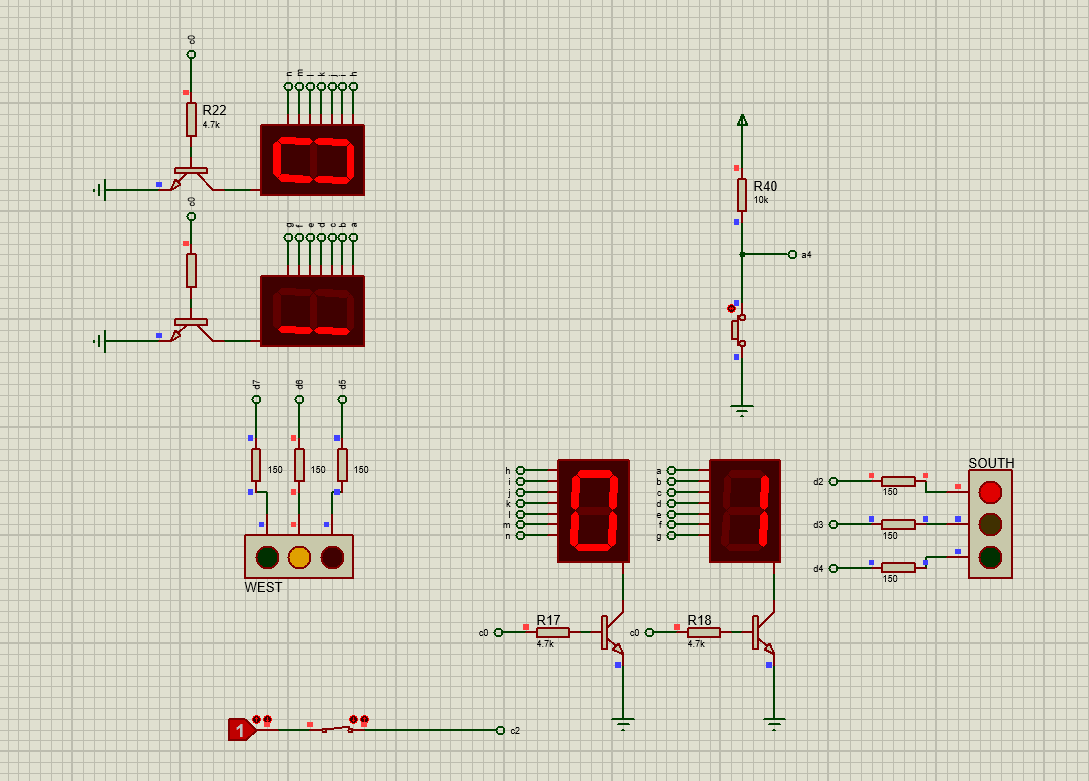 c0
R22
4.7k
n m l k j i h
c0
g f e d c b a
R40
10k
a4
d7 d6 d5
150 150 150
WEST
h
i
j
k
l
m
n
a
b
c
d
e
f
g
SOUTH
d2
150
d3
150
d4
150
c0
R17
4.7k
c0
R18
4.7k
1
c2